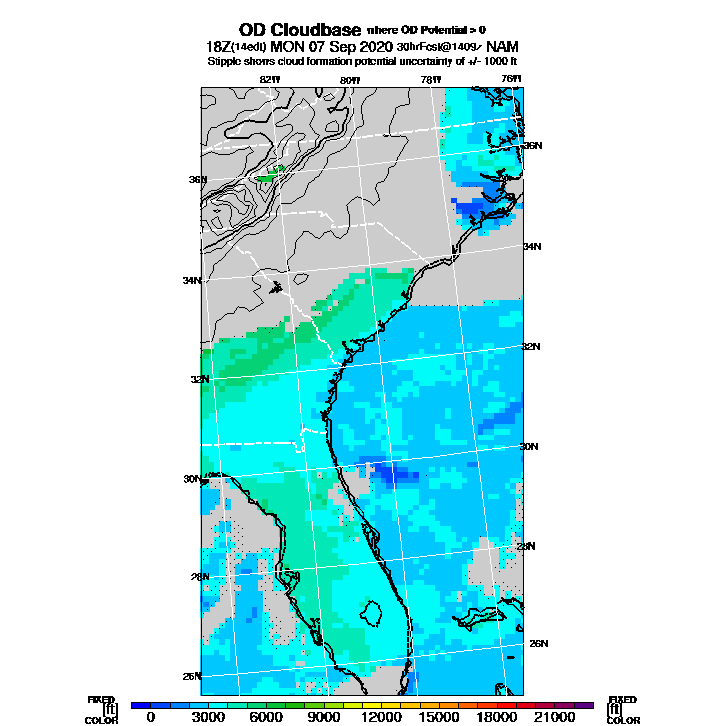 OD Cloudbase where OD Potential > 0
18Z(14edt) MON 07 Sep 2020 30hrFcst@1409z NAM
Stipple shows cloud formation potential uncertainty of +/- 1000 ft
82W 80W 78W 76W
36N
36N
34N
34N
32N
32N
30N
30N
28N
28N
26N
26N
FIXED FIXED
[ft] 0 3000 6000 9000 12000 15000 18000 21000 [ft]
COLOR COLOR